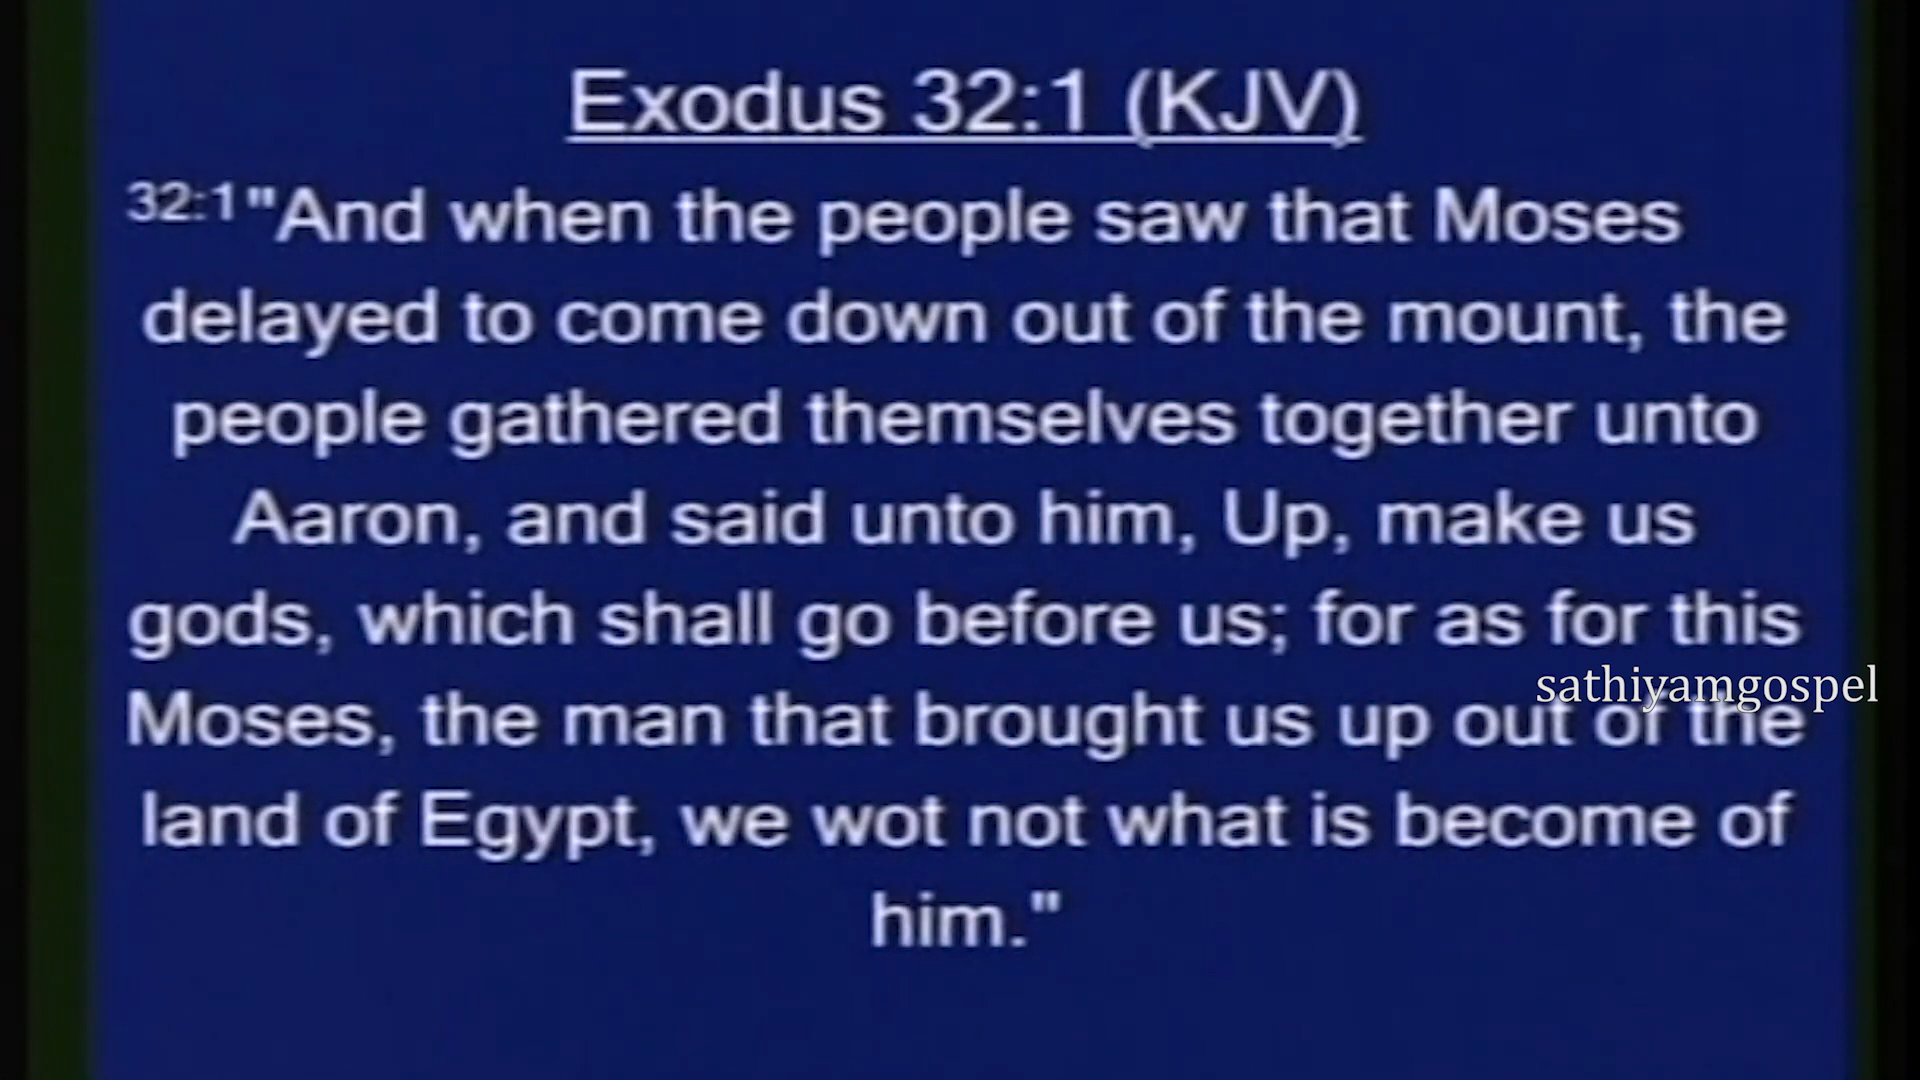 Exodus 32:1 (KJV)
32:1"And when the people saw that Moses
delayed to come down out of the mount, the
people gathered themselves together unto
Aaron, and said unto him, Up, make us
gods, which shall go before us; for as for this
sathiyamgospel
Moses, the man that brought us up out of the
land of Egypt, we wot not what is become of
him."